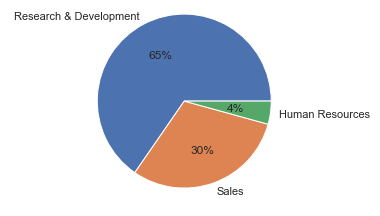 Research & Development
65%
4%
Human Resources
30%
Sales